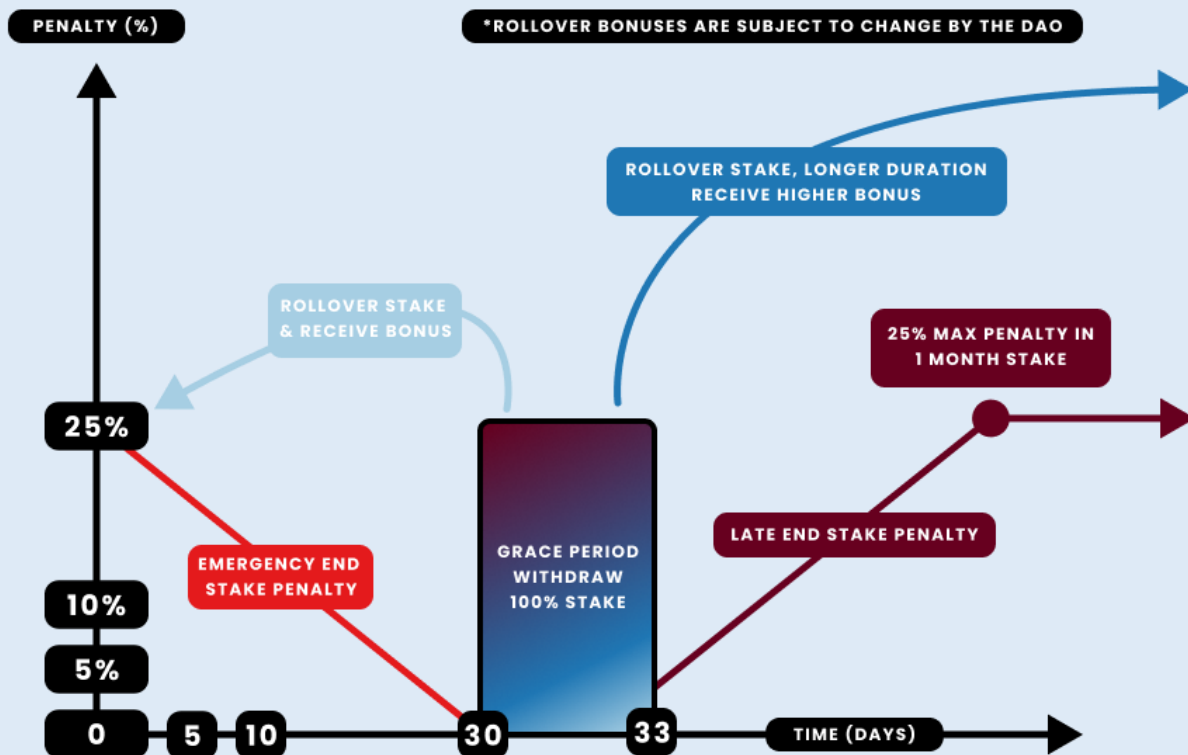 PENALTY (%)
*ROLLOVER BONUSES ARE SUBJECT TO CHANGE BY THE DAO
ROLLOVER STAKE, LONGER DURATION
RECEIVE HIGHER BONUS
ROLLOVER STAKE
& RECEIVE BONUS
25% MAX PENALTY IN
1 MONTH STAKE
25%
LATE END STAKE PENALTY
GRACE PERIOD
WITHDRAW
100% STAKE
EMERGENCY END
STAKE PENALTY
10%
5%
0
5
10
30
33
TIME (DAYS)